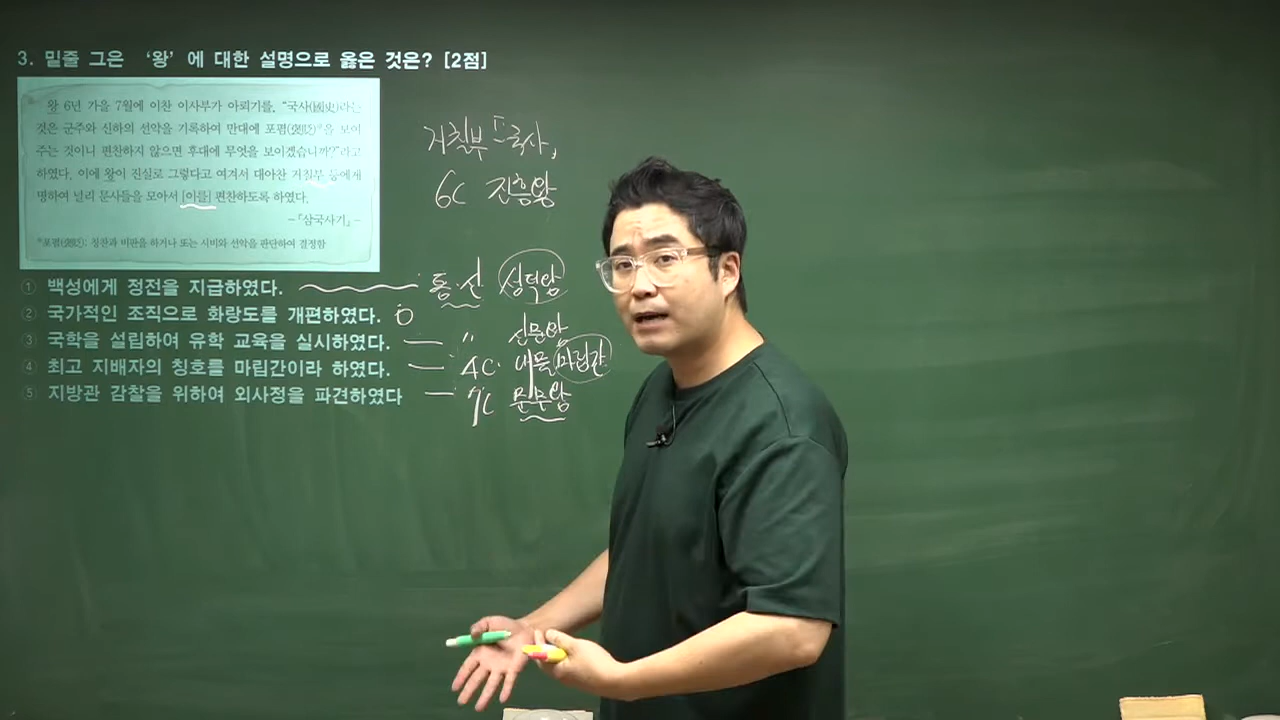 3. 밑줄 그은 ‘왕’에 대한 설명으로 옳은 것은? [2점]
왕 6년 가을 7월에 이찬 이사부가 아뢰기를, “국사(國史)라는
것은 군주와 신하의 선악을 기록하여 만대에 포폄(褒貶)*을 보여
주는 것이니 편찬하지 않으면 후대에 무엇을 보이겠습니까?”라고
하였다. 이에 왕이 진실로 그렇다고 여겨서 대아찬 거칠부 등에게
명하여 널리 문사들을 모아서 [이를] 편찬하도록 하였다.
-『삼국사기』-
*포폄(褒貶): 칭찬과 비판을 하거나 또는 시비와 선악을 판단하여 결정함
① 백성에게 정전을 지급하였다.
② 국가적인 조직으로 화랑도를 개편하였다.
③ 국학을 설립하여 유학 교육을 실시하였다.
④ 최고 지배자의 칭호를 마립간이라 하였다.
⑤ 지방관 감찰을 위하여 외사정을 파견하였다
거칠부 「국사」
6C 진흥왕
통·신 성덕왕
〃 신문왕
4C. 내물 마립간
7C 문무왕